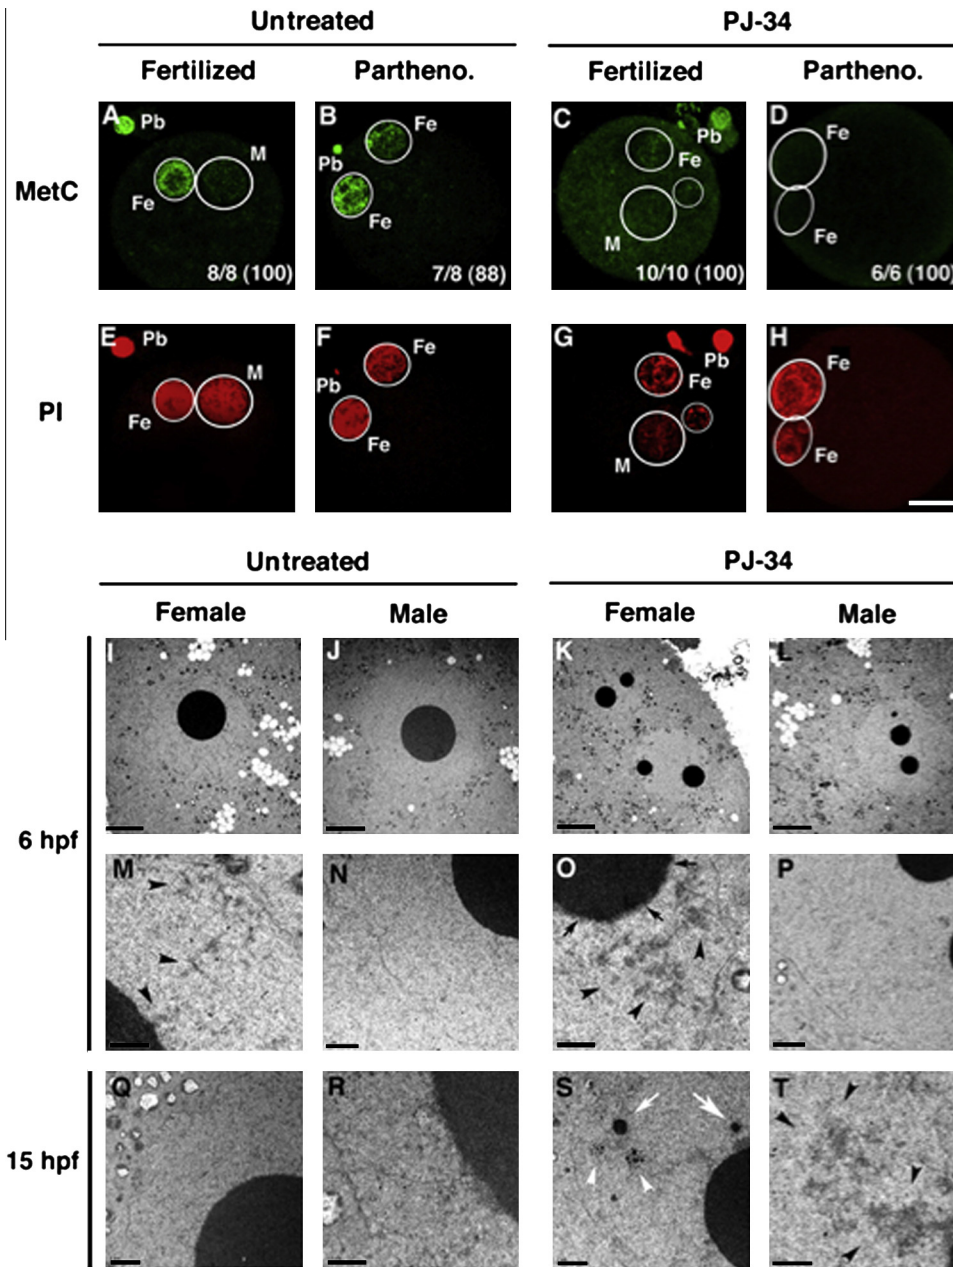 Untreated PJ-34
Fertilized Partheno. Fertilized Partheno.
MetC
A Pb M Fe 8/8 (100)
B Fe Pb Fe 7/8 (88)
C Pb Fe M 10/10 (100)
D Fe Fe 6/6 (100)
PI
E Pb M Fe
F Fe Pb Fe
G Pb Fe M
H Fe Fe
Untreated PJ-34
Female Male Female Male
6 hpf
I J K L
M N O P
15 hpf
Q R S T